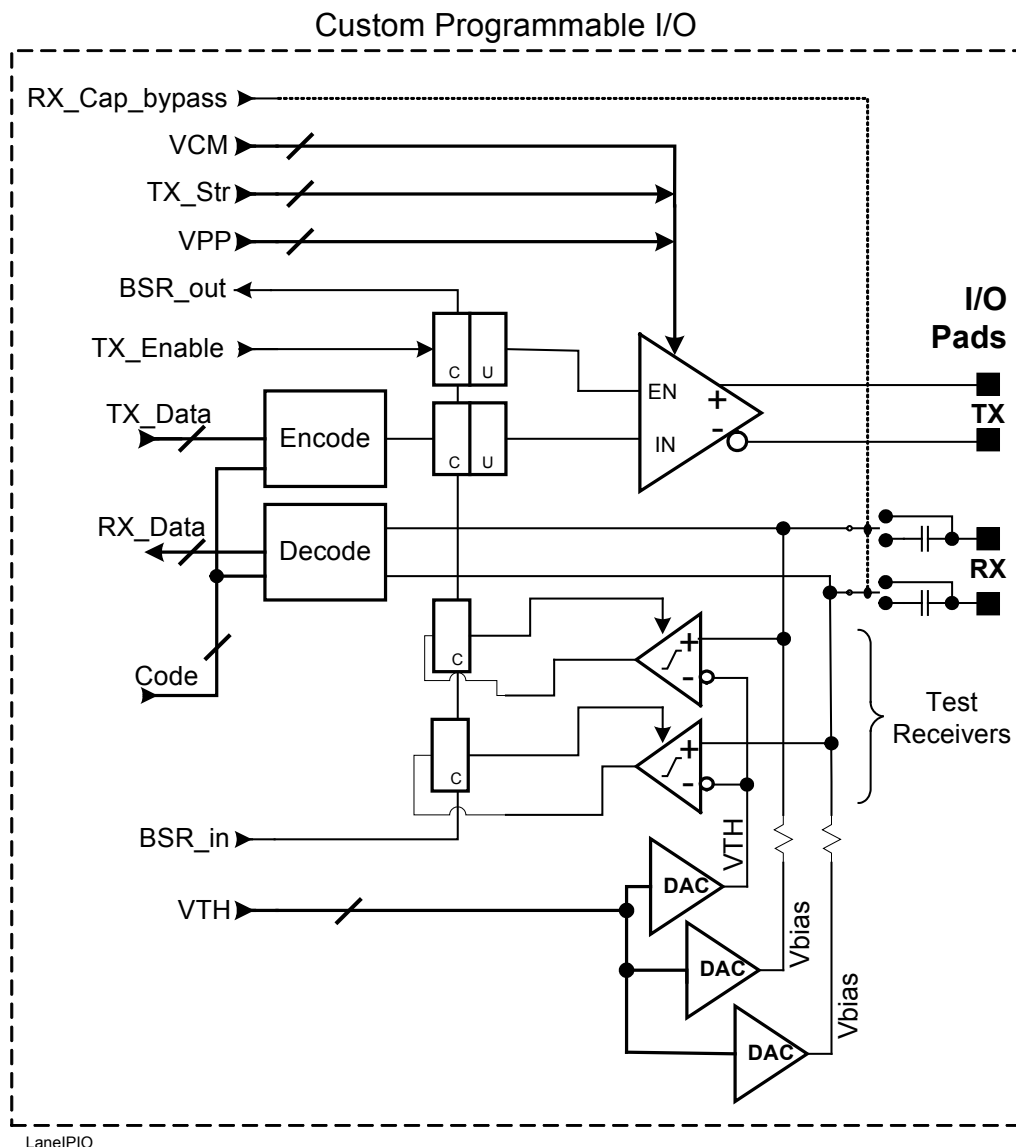 Custom Programmable I/O
RX_Cap_bypass
VCM
TX_Str
VPP
BSR_out
TX_Enable
TX_Data
Encode
RX_Data
Decode
Code
BSR_in
VTH
C
U
C
U
C
C
EN
IN
+
-
I/O
Pads
TX
RX
+
-
+
-
Test
Receivers
VTH
DAC
Vbias
DAC
Vbias
DAC
LaneIPIO